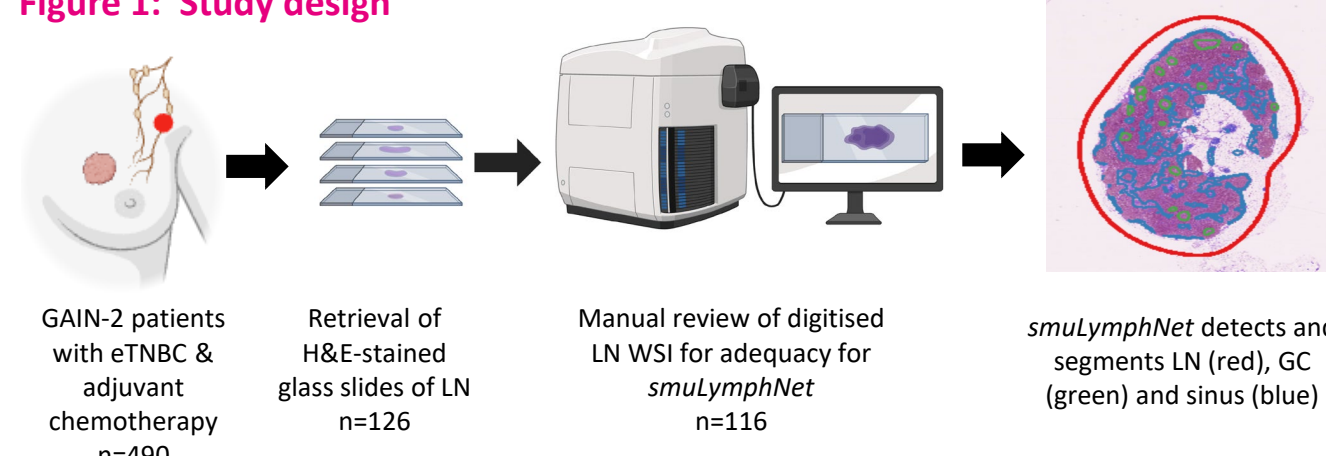 Figure 1: Study design
GAIN-2 patients
with eTNBC &
adjuvant
chemotherapy
n=490
Retrieval of
H&E-stained
glass slides of LN
n=126
Manual review of digitised
LN WSI for adequacy for
smuLymphNet
n=116
smuLymphNet detects and
segments LN (red), GC
(green) and sinus (blue)